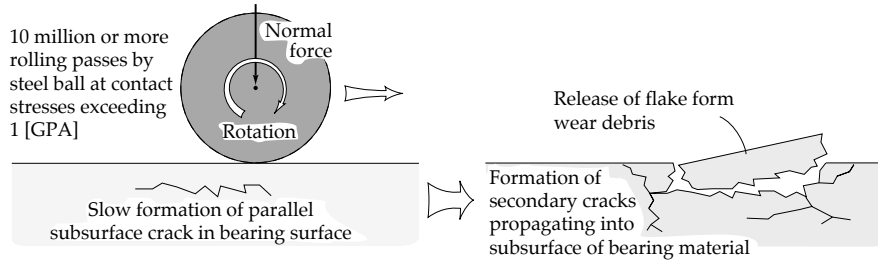 10 million or more
rolling passes by
steel ball at contact
stresses exceeding
1 [GPA]
Normal
force
Rotation
Slow formation of parallel
subsurface crack in bearing surface
Release of flake form
wear debris
Formation of
secondary cracks
propagating into
subsurface of bearing material